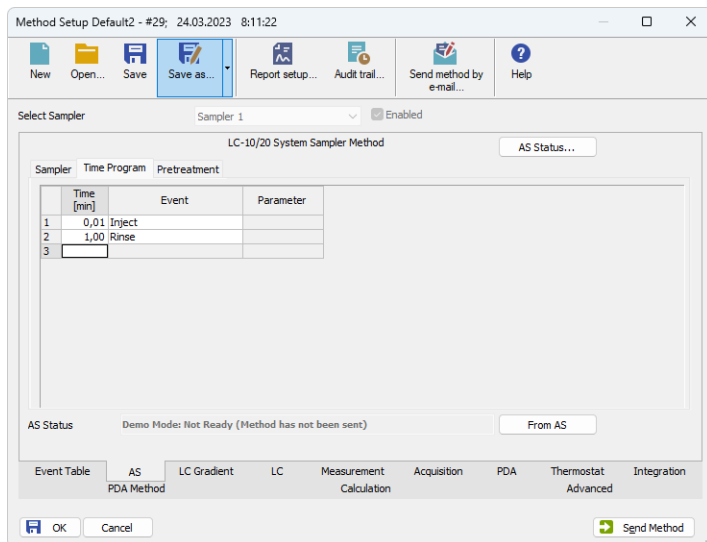 Method Setup Default2 - #29; 24.03.2023 8:11:22
New Open... Save Save as... Report setup... Audit trail... Send method by e-mail... Help
Select Sampler Sampler 1 Enabled
LC-10/20 System Sampler Method
AS Status...
Sampler Time Program Pretreatment
Time [min] Event Parameter
1 0,01 Inject
2 1,00 Rinse
3
AS Status Demo Mode: Not Ready (Method has not been sent) From AS
Event Table AS LC Gradient LC Measurement Acquisition PDA Thermostat Integration
PDA Method Calculation Advanced
OK Cancel Send Method